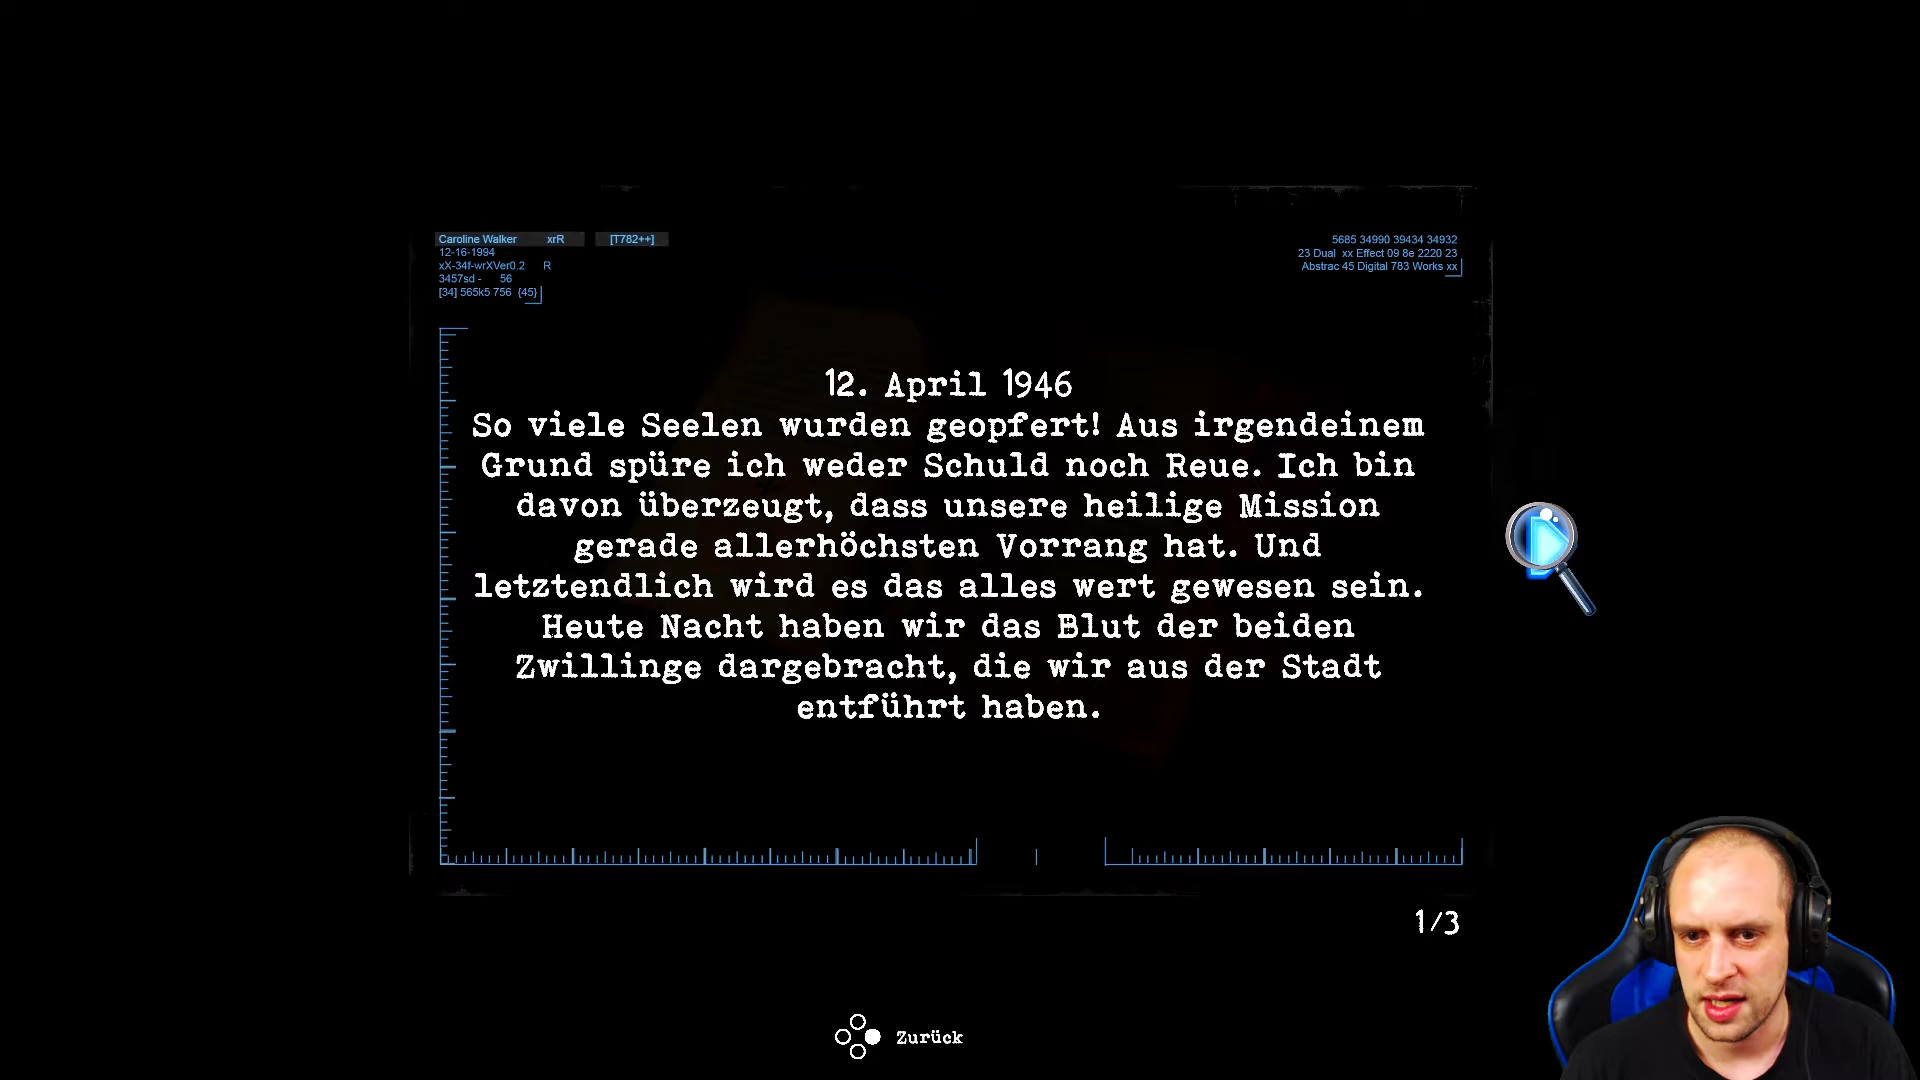 Caroline Walker xrR [T782++]
12-16-1994
xX-34f-wrXVer0.2 R
3457sd - 56
[34] 565k5 756 {45}
5685 34990 39434 34932
23 Dual xx Effect 09 8e 2220 23
Abstrac 45 Digital 783 Works xx
12. April 1946
So viele Seelen wurden geopfert! Aus irgendeinem
Grund spüre ich weder Schuld noch Reue. Ich bin
davon überzeugt, dass unsere heilige Mission
gerade allerhöchsten Vorrang hat. Und
letztendlich wird es das alles wert gewesen sein.
Heute Nacht haben wir das Blut der beiden
Zwillinge dargebracht, die wir aus der Stadt
entführt haben.
1/3
Zurück